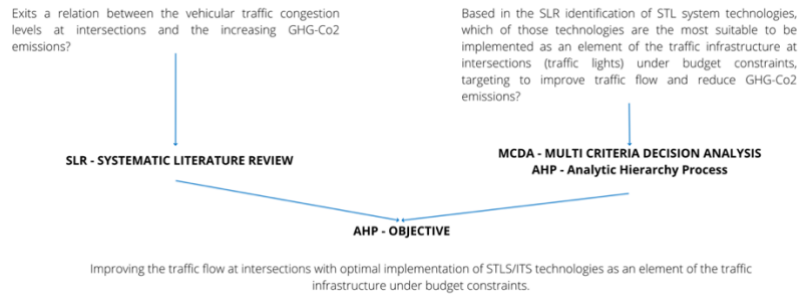 Exits a relation between the vehicular traffic congestion
levels at intersections and the increasing GHG-Co2
emissions?
Based in the SLR identification of STL system technologies,
which of those technologies are the most suitable to be
implemented as an element of the traffic infrastructure at
intersections (traffic lights) under budget constraints,
targeting to improve traffic flow and reduce GHG-Co2
emissions?
SLR - SYSTEMATIC LITERATURE REVIEW
MCDA - MULTI CRITERIA DECISION ANALYSIS
AHP - Analytic Hierarchy Process
AHP - OBJECTIVE
Improving the traffic flow at intersections with optimal implementation of STLS/ITS technologies as an element of the traffic
infrastructure under budget constraints.